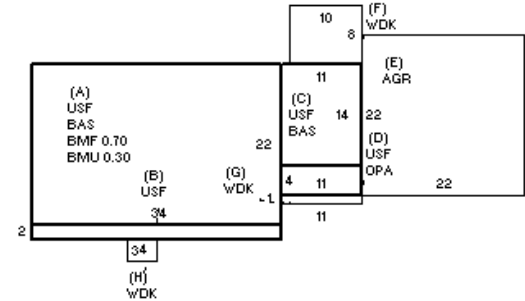 10
(F)
WDK
8
(E)
AGR
11
(A)
USF
BAS
BMF 0.70
BMU 0.30
(C)
USF
BAS
14
22
22
(D)
USF
OPA
(B)
USF
(G)
WDK
4
11
22
34
11
2
34
(H)
WDK